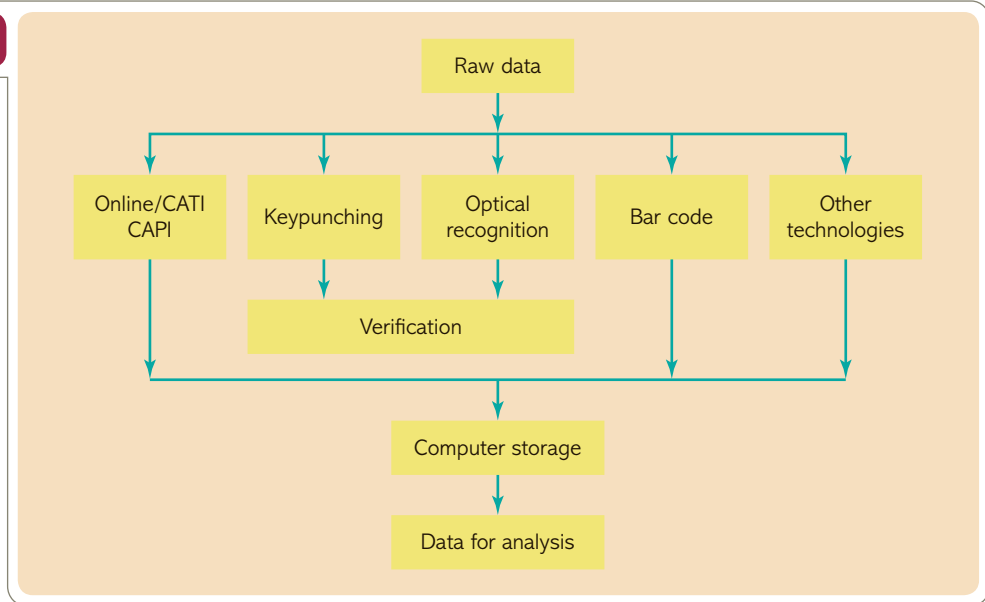 Raw data
Online/CATI
CAPI
Keypunching
Optical
recognition
Bar code
Other
technologies
Verification
Computer storage
Data for analysis